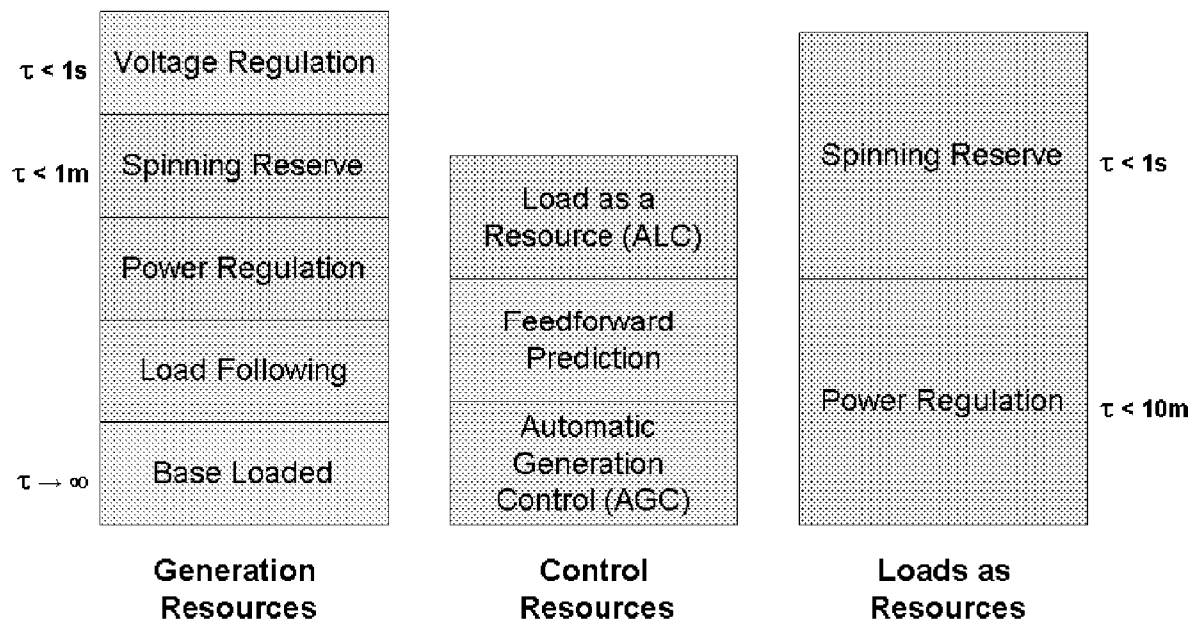 τ < 1s
Voltage Regulation
τ < 1m
Spinning Reserve
Power Regulation
Load Following
τ → ∞
Base Loaded
Generation
Resources
Load as a
Resource (ALC)
Feedforward
Prediction
Automatic
Generation
Control (AGC)
Control
Resources
Spinning Reserve
τ < 1s
Power Regulation
τ < 10m
Loads as
Resources